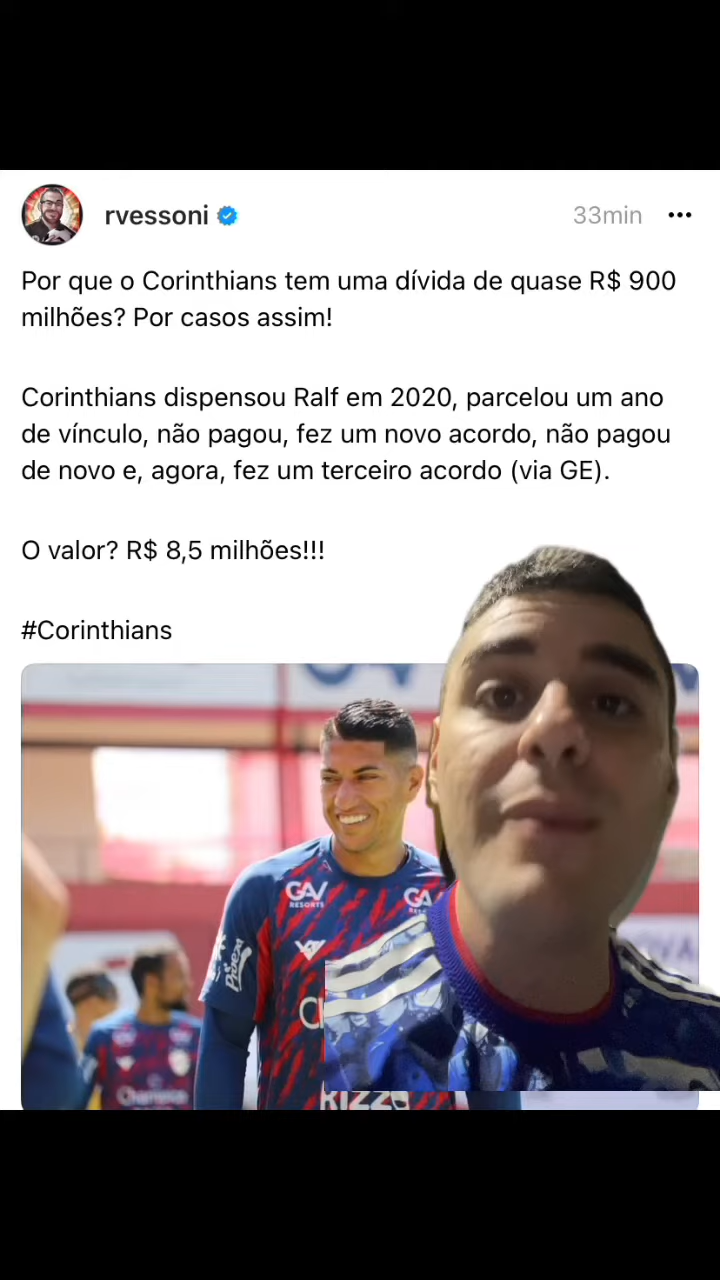 rvessoni
33min
Por que o Corinthians tem uma dívida de quase R$ 900
milhões? Por casos assim!
Corinthians dispensou Ralf em 2020, parcelou um ano
de vínculo, não pagou, fez um novo acordo, não pagou
de novo e, agora, fez um terceiro acordo (via GE).
O valor? R$ 8,5 milhões!!!
#Corinthians
GAV
RESORTS
GAV